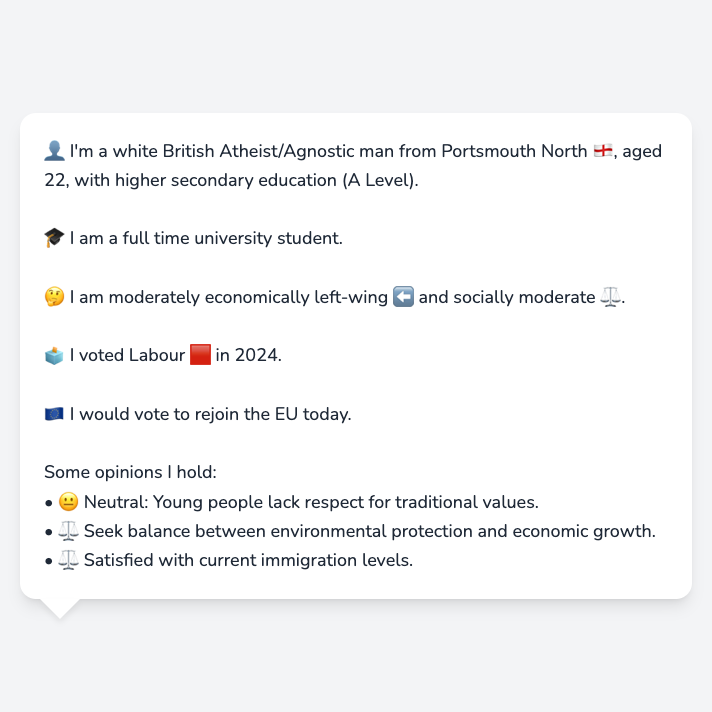 👤 I'm a white British Atheist/Agnostic man from Portsmouth North 🏴󠁧󠁢󠁥󠁮󠁧󠁿, aged
22, with higher secondary education (A Level).
🎓 I am a full time university student.
🤔 I am moderately economically left-wing ⬅️ and socially moderate ⚖️.
🗳️ I voted Labour 🟥 in 2024.
🇪🇺 I would vote to rejoin the EU today.
Some opinions I hold:
• 😐 Neutral: Young people lack respect for traditional values.
• ⚖️ Seek balance between environmental protection and economic growth.
• ⚖️ Satisfied with current immigration levels.